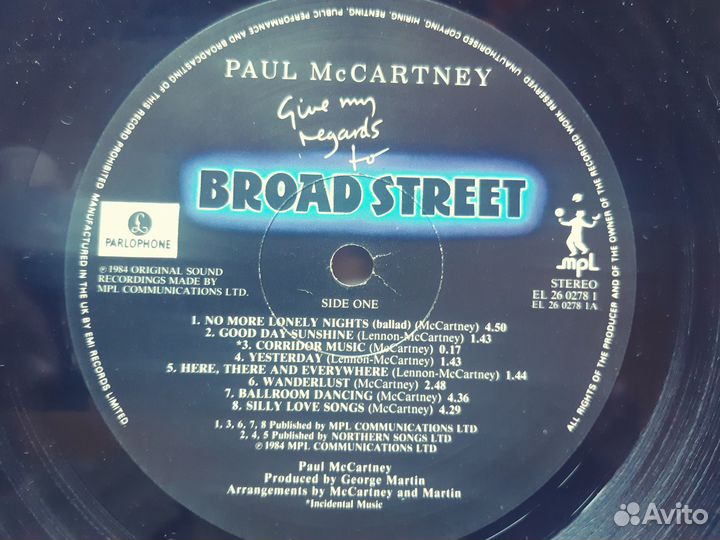 UNAUTHORISED COPYING, HIRING, RENTING, PUBLIC PERFORMANCE AND BROADCASTING OF THIS RECORD PROHIBITED MANUFACTURED IN THE UK BY EMI RECORDS LIMITED.
ALL RIGHTS OF THE PRODUCER AND OF THE OWNER OF THE RECORDED WORK RESERVED
PAUL McCARTNEY
Give my
regards
to
BROAD STREET
£
PARLOPHONE
mpl
℗ 1984 ORIGINAL SOUND
RECORDINGS MADE BY
MPL COMMUNICATIONS LTD.
STEREO
EL 26 0278 1
EL 26 0278 1A
SIDE ONE
1. NO MORE LONELY NIGHTS (ballad) (McCartney) 4.50
2. GOOD DAY SUNSHINE (Lennon-McCartney) 1.43
*3. CORRIDOR MUSIC (McCartney) 0.17
4. YESTERDAY (Lennon-McCartney) 1.43
5. HERE, THERE AND EVERYWHERE (Lennon-McCartney) 1.44
6. WANDERLUST (McCartney) 2.48
7. BALLROOM DANCING (McCartney) 4.36
8. SILLY LOVE SONGS (McCartney) 4.29
1, 3, 6, 7, 8 Published by MPL COMMUNICATIONS LTD
2, 4, 5 Published by NORTHERN SONGS LTD
℗ 1984 MPL COMMUNICATIONS LTD
Paul McCartney
Produced by George Martin
Arrangements by McCartney and Martin
*Incidental Music
Avito